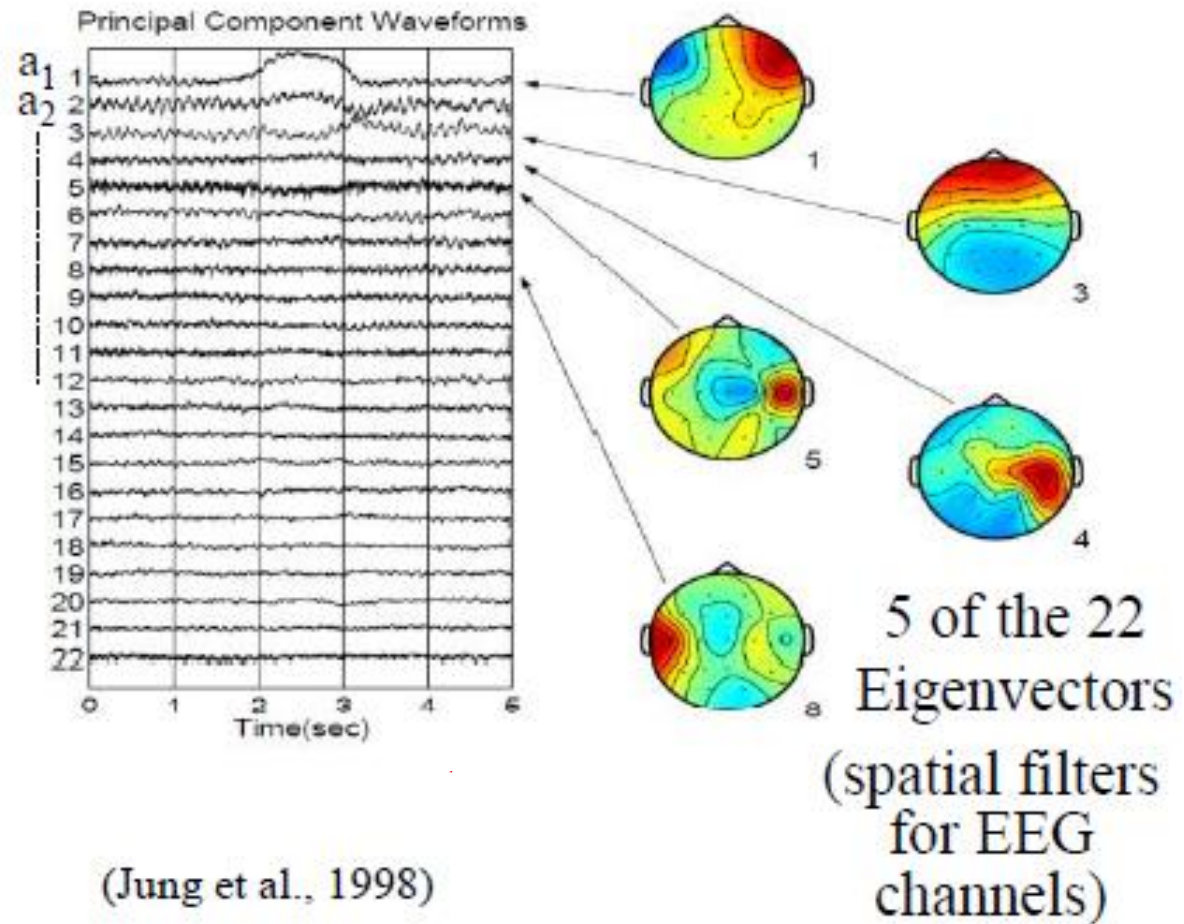 Principal Component Waveforms
a1
a2
1
2
3
4
5
6
7
8
9
10
11
12
13
14
15
16
17
18
19
20
21
22
0 1 2 3 4 5 6
Time(sec)
1
3
5
4
8
5 of the 22
Eigenvectors
(spatial filters
for EEG
channels)
(Jung et al., 1998)